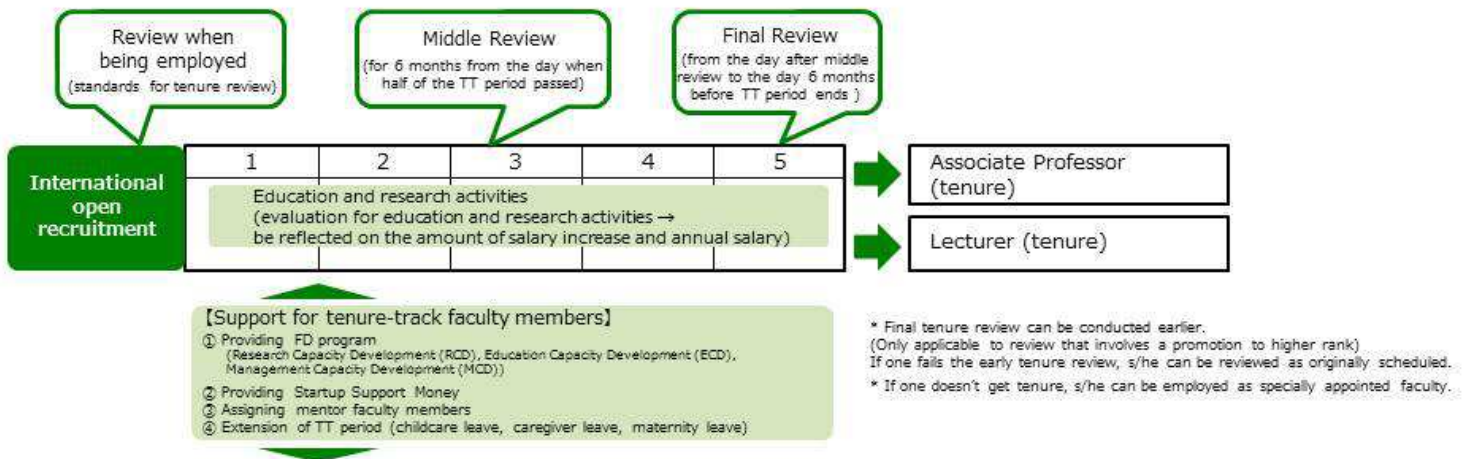 Review when
being employed
(standards for tenure review)
Middle Review
(for 6 months from the day when
half of the TT period passed)
Final Review
(from the day after middle
review to the day 6 months
before TT period ends )
International
open
recruitment
1 2 3 4 5
Education and research activities
(evaluation for education and research activities →
be reflected on the amount of salary increase and annual salary)
Associate Professor
(tenure)
Lecturer (tenure)
【Support for tenure-track faculty members】
① Providing FD program
(Research Capacity Development (RCD), Education Capacity Development (ECD),
Management Capacity Development (MCD))
② Providing Startup Support Money
③ Assigning mentor faculty members
④ Extension of TT period (childcare leave, caregiver leave, maternity leave)
* Final tenure review can be conducted earlier.
(Only applicable to review that involves a promotion to higher rank)
If one fails the early tenure review, s/he can be reviewed as originally scheduled.
* If one doesn't get tenure, s/he can be employed as specially appointed faculty.